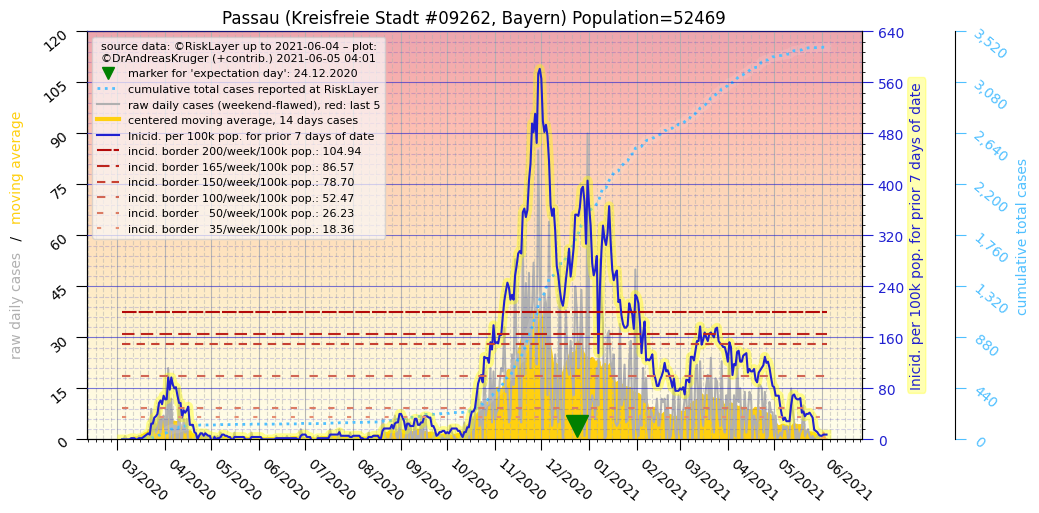 Passau (Kreisfreie Stadt #09262, Bayern) Population=52469
source data: ©RiskLayer up to 2021-06-04 – plot:
©DrAndreasKruger (+contrib.) 2021-06-05 04:01
marker for 'expectation day': 24.12.2020
cumulative total cases reported at RiskLayer
raw daily cases (weekend-flawed), red: last 5
centered moving average, 14 days cases
Inicid. per 100k pop. for prior 7 days of date
incid. border 200/week/100k pop.: 104.94
incid. border 165/week/100k pop.: 86.57
incid. border 150/week/100k pop.: 78.70
incid. border 100/week/100k pop.: 52.47
incid. border 50/week/100k pop.: 26.23
incid. border 35/week/100k pop.: 18.36
raw daily cases / moving average
120
105
90
75
60
45
30
15
0
640
560
480
400
320
240
160
80
0
Inicid. per 100k pop. for prior 7 days of date
3,520
3,080
2,640
2,200
1,760
1,320
880
440
0
cumulative total cases
03/2020
04/2020
05/2020
06/2020
07/2020
08/2020
09/2020
10/2020
11/2020
12/2020
01/2021
02/2021
03/2021
04/2021
05/2021
06/2021